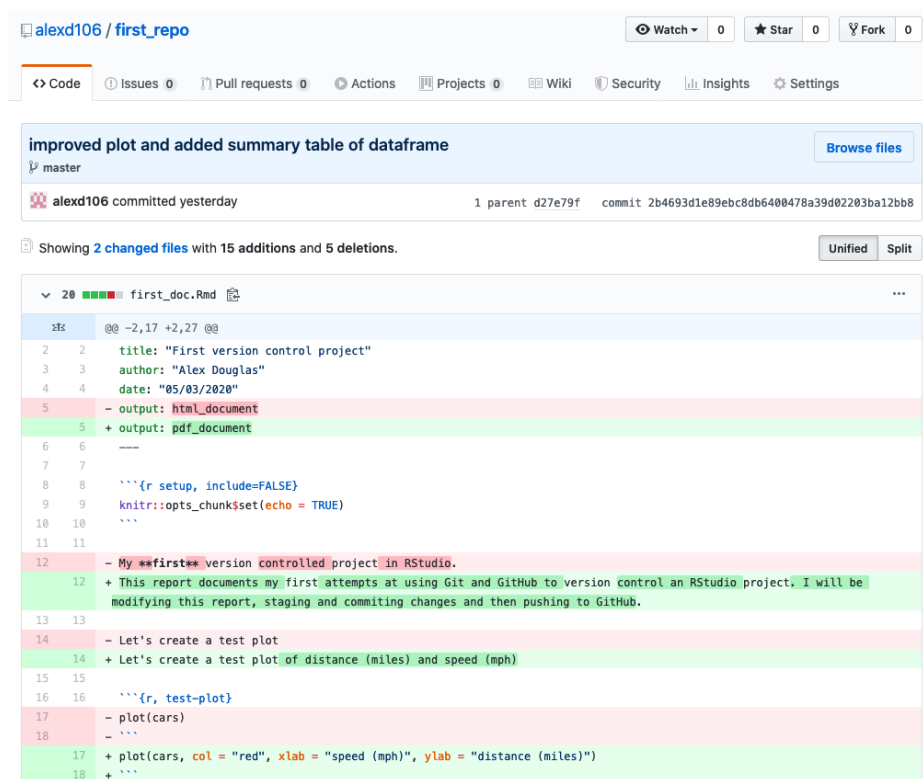 alexd106 / first_repo
Watch 0 Star 0 Fork 0
Code Issues 0 Pull requests 0 Actions Projects 0 Wiki Security Insights Settings
improved plot and added summary table of dataframe
Browse files
master
alexd106 committed yesterday 1 parent d27e79f commit 2b4693d1e89ebc8db6400478a39d02203ba12bb8
Showing 2 changed files with 15 additions and 5 deletions.
Unified Split
20 first_doc.Rmd ...
@@ -2,17 +2,27 @@
2 2 title: "First version control project"
3 3 author: "Alex Douglas"
4 4 date: "05/03/2020"
5 - output: html_document
5 + output: pdf_document
6 6 ---
7 7
8 8 ```{r setup, include=FALSE}
9 9 knitr::opts_chunk$set(echo = TRUE)
10 10 ```
11 11
12 - My **first** version controlled project in RStudio.
12 + This report documents my first attempts at using Git and GitHub to version control an RStudio project. I will be
modifying this report, staging and commiting changes and then pushing to GitHub.
13 13
14 - Let's create a test plot
14 + Let's create a test plot of distance (miles) and speed (mph)
15 15
16 16 ```{r, test-plot}
17 - plot(cars)
18 - ```
17 + plot(cars, col = "red", xlab = "speed (mph)", ylab = "distance (miles)")
18 + ```